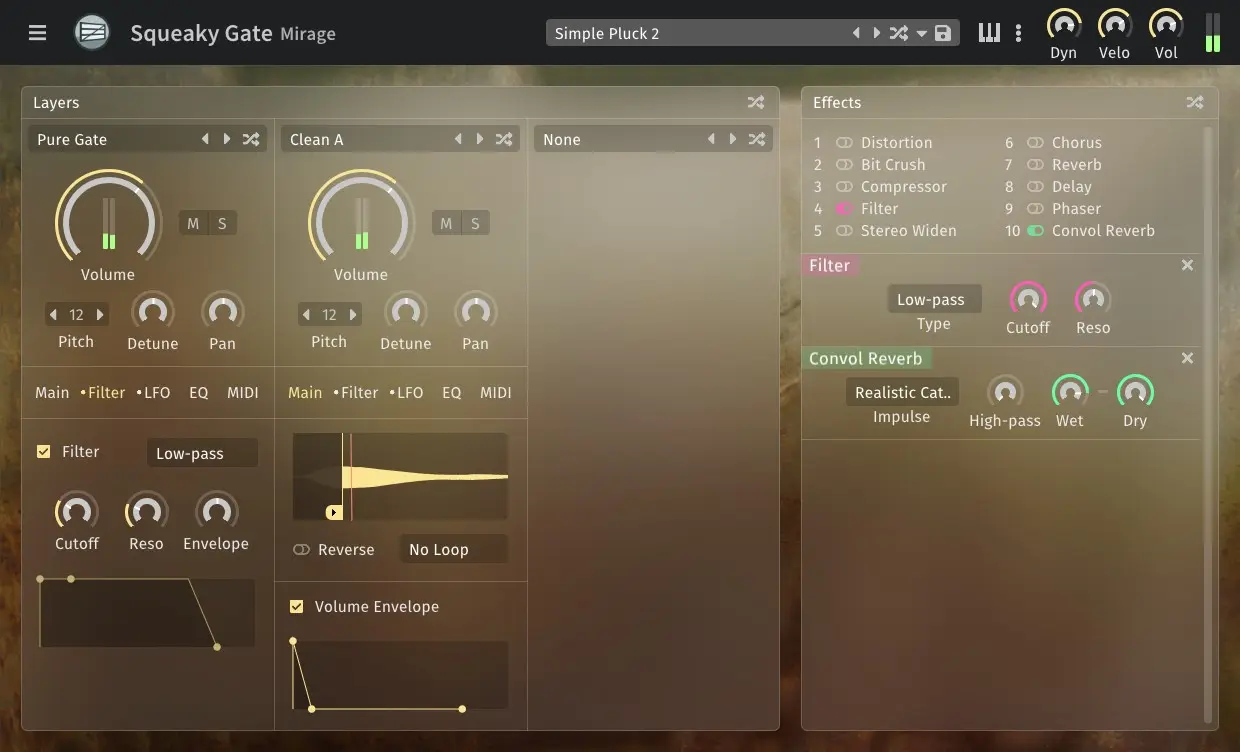 Squeaky Gate Mirage
Simple Pluck 2
Dyn Velo Vol
Layers
Pure Gate
M S
Volume
12
Pitch Detune Pan
Main •Filter •LFO EQ MIDI
Filter Low-pass
Cutoff Reso Envelope
Clean A
M S
Volume
12
Pitch Detune Pan
Main •Filter •LFO EQ MIDI
Reverse No Loop
Volume Envelope
None
Effects
1 Distortion
2 Bit Crush
3 Compressor
4 Filter
5 Stereo Widen
6 Chorus
7 Reverb
8 Delay
9 Phaser
10 Convol Reverb
Filter
Low-pass
Type Cutoff Reso
Convol Reverb
Realistic Cat..
Impulse High-pass Wet Dry